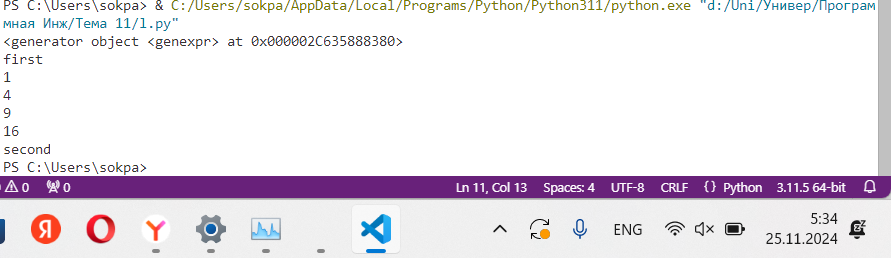 PS C:\Users\sokpa> & C:/Users/sokpa/AppData/Local/Programs/Python/Python311/python.exe "d:/Uni/Универ/Програм
мная Инж/Тема 11/1.py"
<generator object <genexpr> at 0x000002C635888380>
first
1
4
9
16
second
PS C:\Users\sokpa>
0 0 Ln 11, Col 13 Spaces: 4 UTF-8 CRLF {} Python 3.11.5 64-bit
Я Y ENG 5:34
25.11.2024